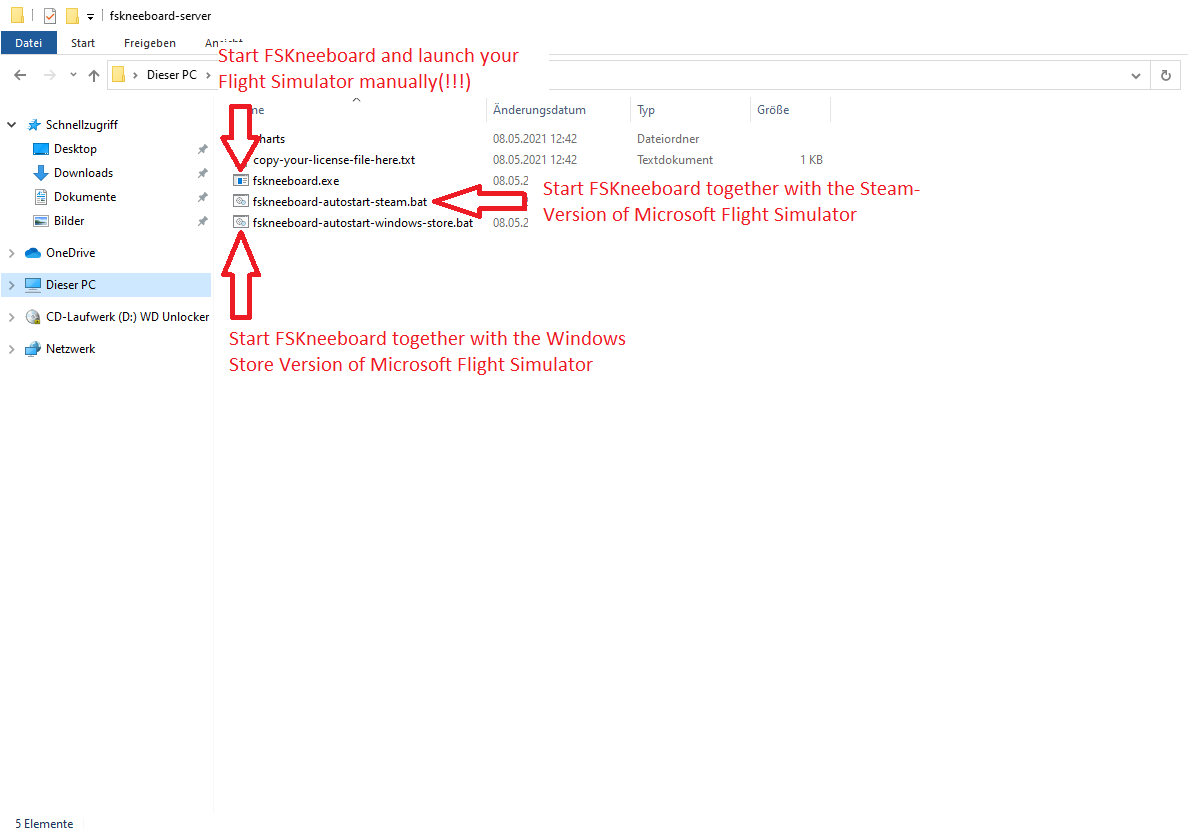 fskneeboard-server
Datei Start Freigeben Ansicht
Start FSKneeboard and launch your
Flight Simulator manually(!!!)
Dieser PC
Änderungsdatum Typ Größe
Schnellzugriff
Desktop
Downloads
Dokumente
Bilder
OneDrive
Dieser PC
CD-Laufwerk (D:) WD Unlocker
Netzwerk
08.05.2021 12:42 Dateiordner
copy-your-license-file-here.txt 08.05.2021 12:42 Textdokument 1 KB
fskneeboard.exe 08.05.2
fskneeboard-autostart-steam.bat
fskneeboard-autostart-windows-store.bat 08.05.2
Start FSKneeboard together with the Steam-
Version of Microsoft Flight Simulator
Start FSKneeboard together with the Windows
Store Version of Microsoft Flight Simulator
5 Elemente